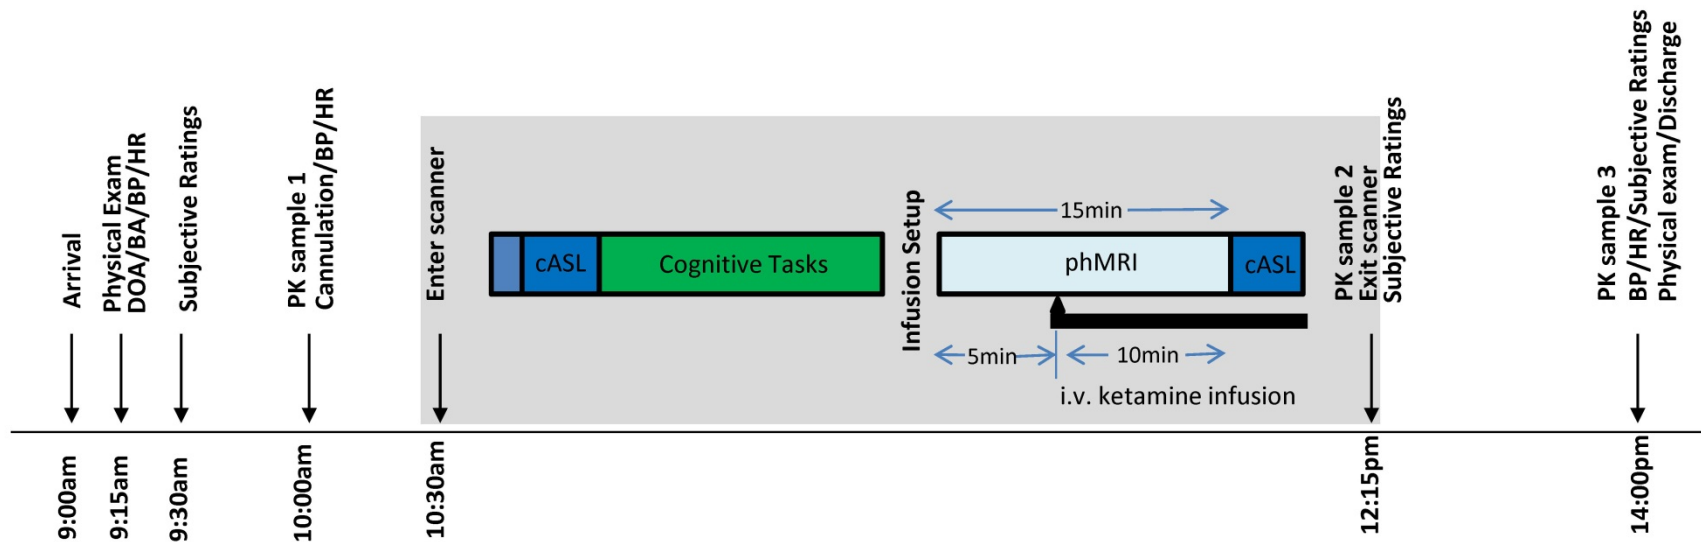 Arrival
Physical Exam
DOA/BA/BP/HR
Subjective Ratings
PK sample 1
Cannulation/BP/HR
Enter scanner
cASL
Cognitive Tasks
Infusion Setup
15min
phMRI
cASL
5min
10min
i.v. ketamine infusion
PK sample 2
Exit scanner
Subjective Ratings
PK sample 3
BP/HR/Subjective Ratings
Physical exam/Discharge
9:00am
9:15am
9:30am
10:00am
10:30am
12:15pm
14:00pm